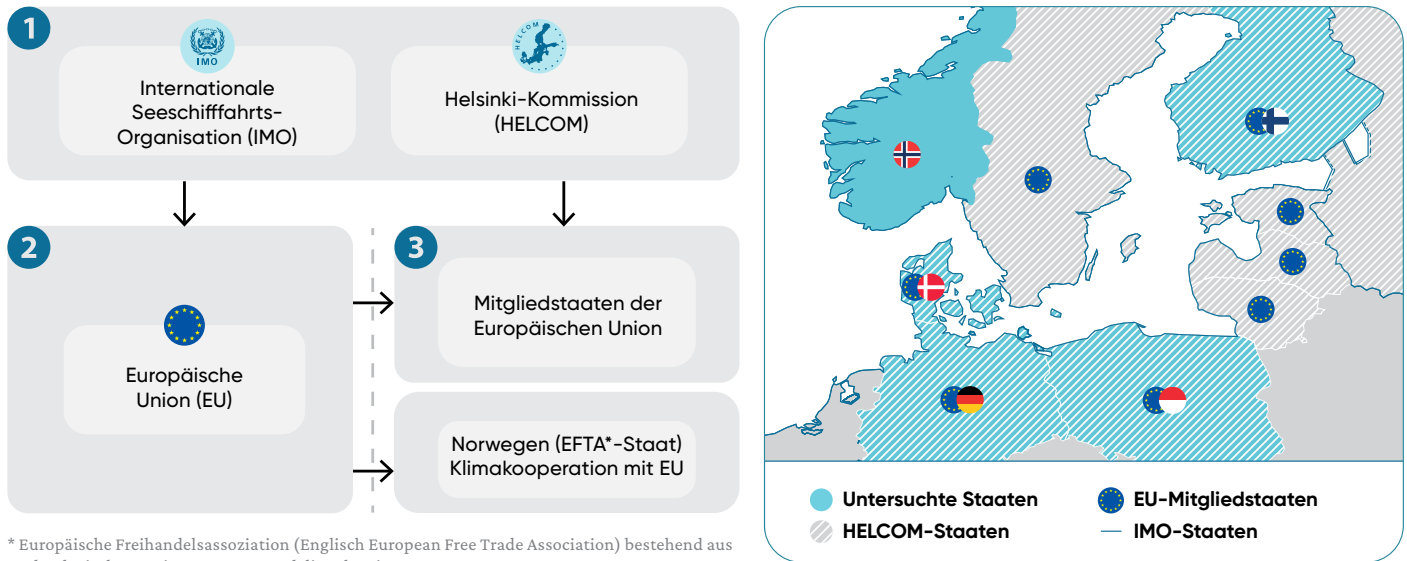 1
IMO
Internationale
Seeschifffahrts-
Organisation (IMO)
HELCOM
Helsinki-Kommission
(HELCOM)
2
Europäische
Union (EU)
3
Mitgliedstaaten der
Europäischen Union
Norwegen (EFTA*-Staat)
Klimakooperation mit EU
* Europäische Freihandelsassoziation (Englisch European Free Trade Association) bestehend aus
Untersuchte Staaten
EU-Mitgliedstaaten
HELCOM-Staaten
IMO-Staaten